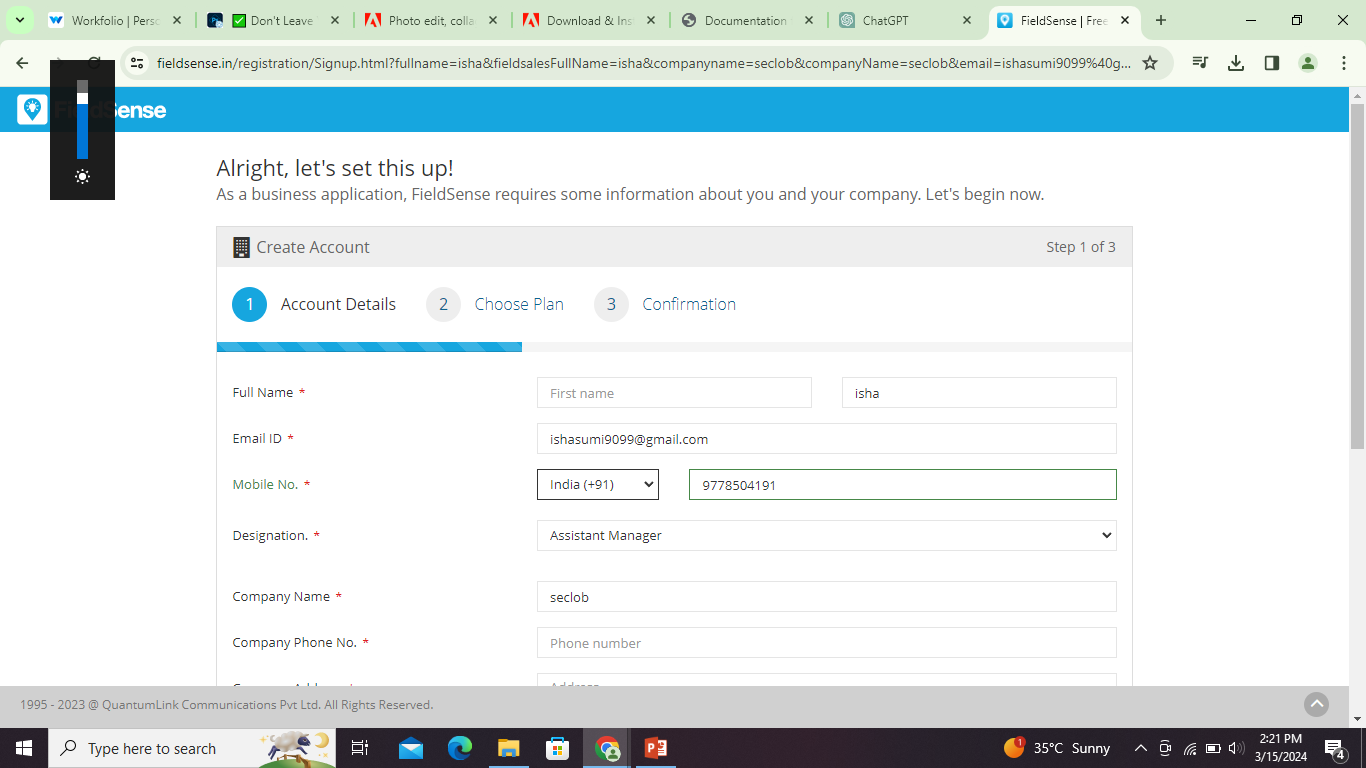 Workfolio | Perso
Don't Leave
Photo edit, colla
Download & Inst
Documentation
ChatGPT
FieldSense | Free
fieldsense.in/registration/Signup.html?fullname=isha&fieldsalesFullName=isha&companyname=seclob&companyName=seclob&email=ishasumi9099%40g...
FieldSense
Alright, let's set this up!
As a business application, FieldSense requires some information about you and your company. Let's begin now.
Create Account
Step 1 of 3
1 Account Details 2 Choose Plan 3 Confirmation
Full Name * First name isha
Email ID * ishasumi9099@gmail.com
Mobile No. * India (+91) 9778504191
Designation. * Assistant Manager
Company Name * seclob
Company Phone No. * Phone number
1995 - 2023 @ QuantumLink Communications Pvt Ltd. All Rights Reserved.
Type here to search
35°C Sunny
2:21 PM
3/15/2024
4